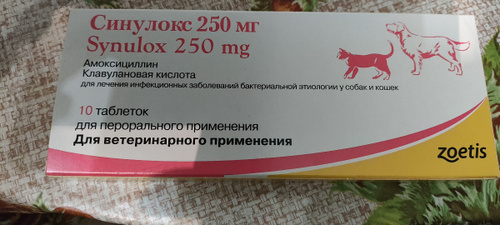 Синулокс 250 мг
Synulox 250 mg
Амоксициллин
Клавулановая кислота
для лечения инфекционных заболеваний бактериальной этиологии у собак и кошек
10 таблеток
для перорального применения
Для ветеринарного применения
zoetis